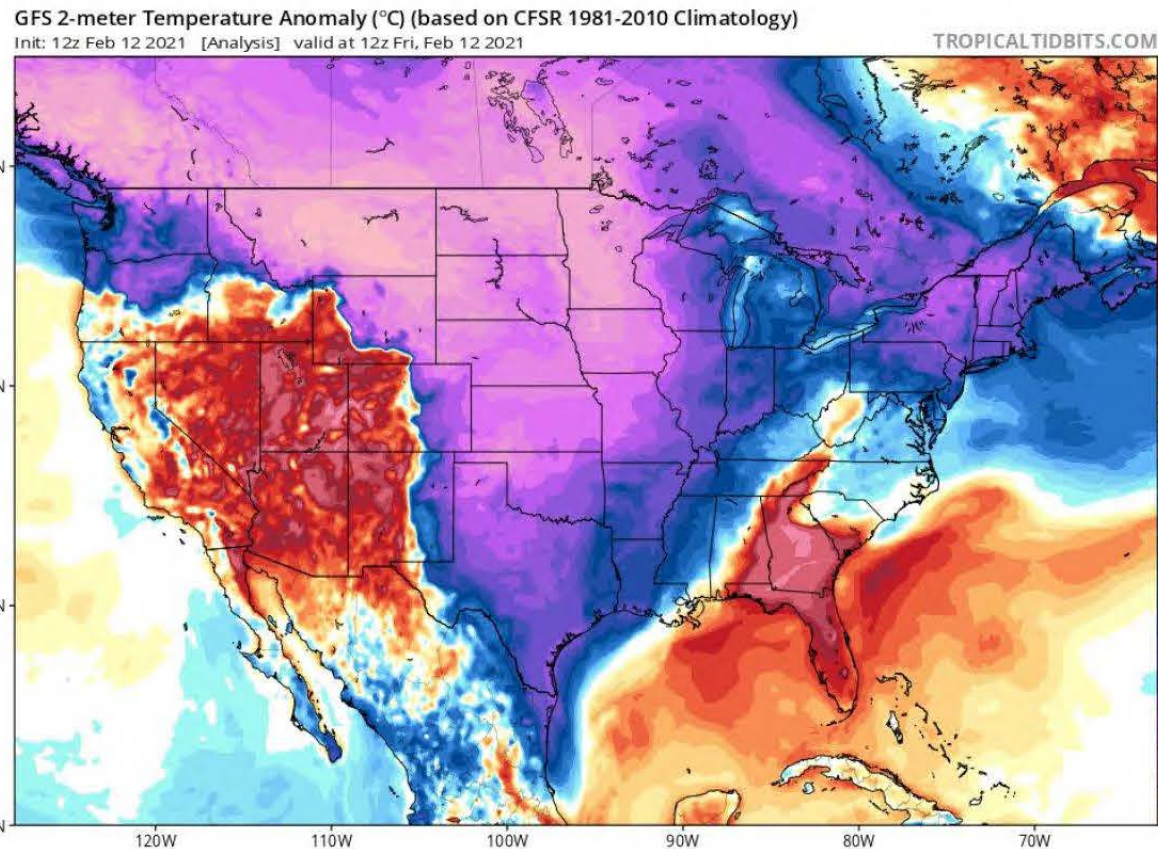 GFS 2-meter Temperature Anomaly (°C) (based on CFSR 1981-2010 Climatology)
Init: 12z Feb 12 2021 [Analysis] valid at 12z Fri, Feb 12 2021
TROPICALTIDBITS.COM
N
N
N
N
120W 110W 100W 90W 80W 70W